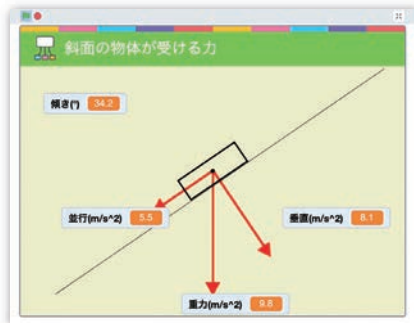 斜面の物体が受ける力
傾き(°) 34.2
並行(m/s^2) 5.5
垂直(m/s^2) 8.1
重力(m/s^2) 9.8